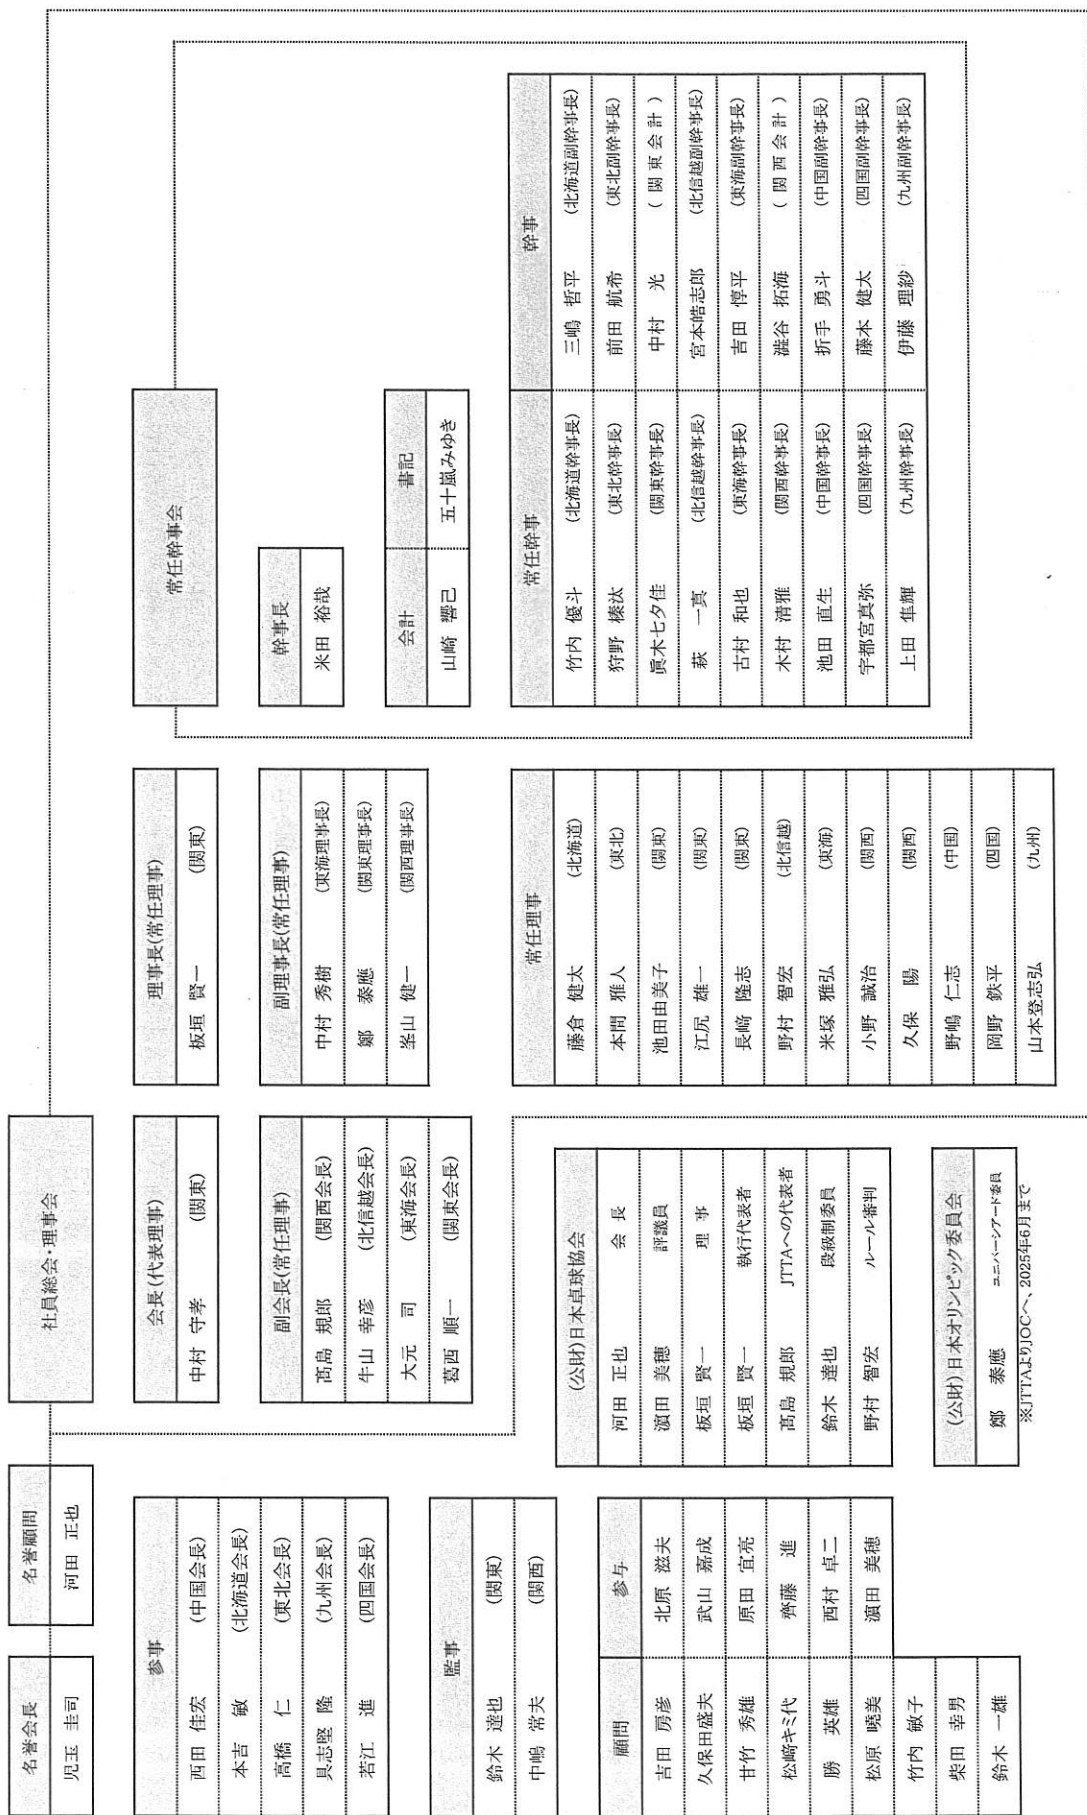 名誉会長 名誉顧問
児玉 圭司 河田 正也
社員総会・理事会
参事
西田 佳宏 (中国会長)
本吉 敏 (北海道会長)
高橋 仁 (東北会長)
具志堅 隆 (九州会長)
若江 進 (四国会長)
監事
鈴木 達也 (関東)
中嶋 常夫 (関西)
顧問 参与
吉田 房彦 北原 滋夫
久保田盛夫 武山 嘉成
甘竹 秀雄 原田 宜亮
松崎キミ代 齊藤 進
勝 英雄 西村 卓二
松原 曉美 濵田 美穂
竹内 敏子
柴田 幸男
鈴木 一雄
会長(代表理事)
中村 守孝 (関東)
副会長(常任理事)
髙島 規郎 (関西会長)
牛山 幸彦 (北信越会長)
大元 司 (東海会長)
葛西 順一 (関東会長)
(公財)日本卓球協会
河田 正也 会長
濵田 美穂 評議員
板垣 賢一 理事
板垣 賢一 執行代表者
髙島 規郎 JTTAへの代表者
鈴木 達也 段級制委員
野村 智宏 ルール審判
(公財)日本オリンピック委員会
鄭 泰應 ユニバーシアード委員
※JTTAよりJOCへ、2025年6月まで
理事長(常任理事)
板垣 賢一 (関東)
副理事長(常任理事)
中村 秀樹 (東海理事長)
鄭 泰應 (関東理事長)
峯山 健一 (関西理事長)
常任理事
藤倉 健太 (北海道)
本間 雅人 (東北)
池田由美子 (関東)
江尻 雄一 (関東)
長﨑 隆志 (関東)
野村 智宏 (北信越)
米塚 雅弘 (東海)
小野 誠治 (関西)
久保 陽 (関西)
野嶋 仁志 (中国)
岡野 鉄平 (四国)
山本登志弘 (九州)
常任幹事会
幹事長
米田 裕哉
会計 書記
山崎 響己 五十嵐みゆき
常任幹事 幹事
竹内 優斗 (北海道幹事長) 三嶋 哲平 (北海道副幹事長)
狩野 榛汰 (東北幹事長) 前田 航希 (東北副幹事長)
眞木七夕佳 (関東幹事長) 中村 光 (関東会計)
萩 一真 (北信越幹事長) 宮本皓志郎 (北信越副幹事長)
古村 和也 (東海幹事長) 吉田 惇平 (東海副幹事長)
木村 清雅 (関西幹事長) 澁谷 拓海 (関西会計)
池田 直生 (中国幹事長) 折手 勇斗 (中国副幹事長)
宇都宮真弥 (四国幹事長) 藤本 健太 (四国副幹事長)
上田 隼輝 (九州幹事長) 伊藤 理紗 (九州副幹事長)